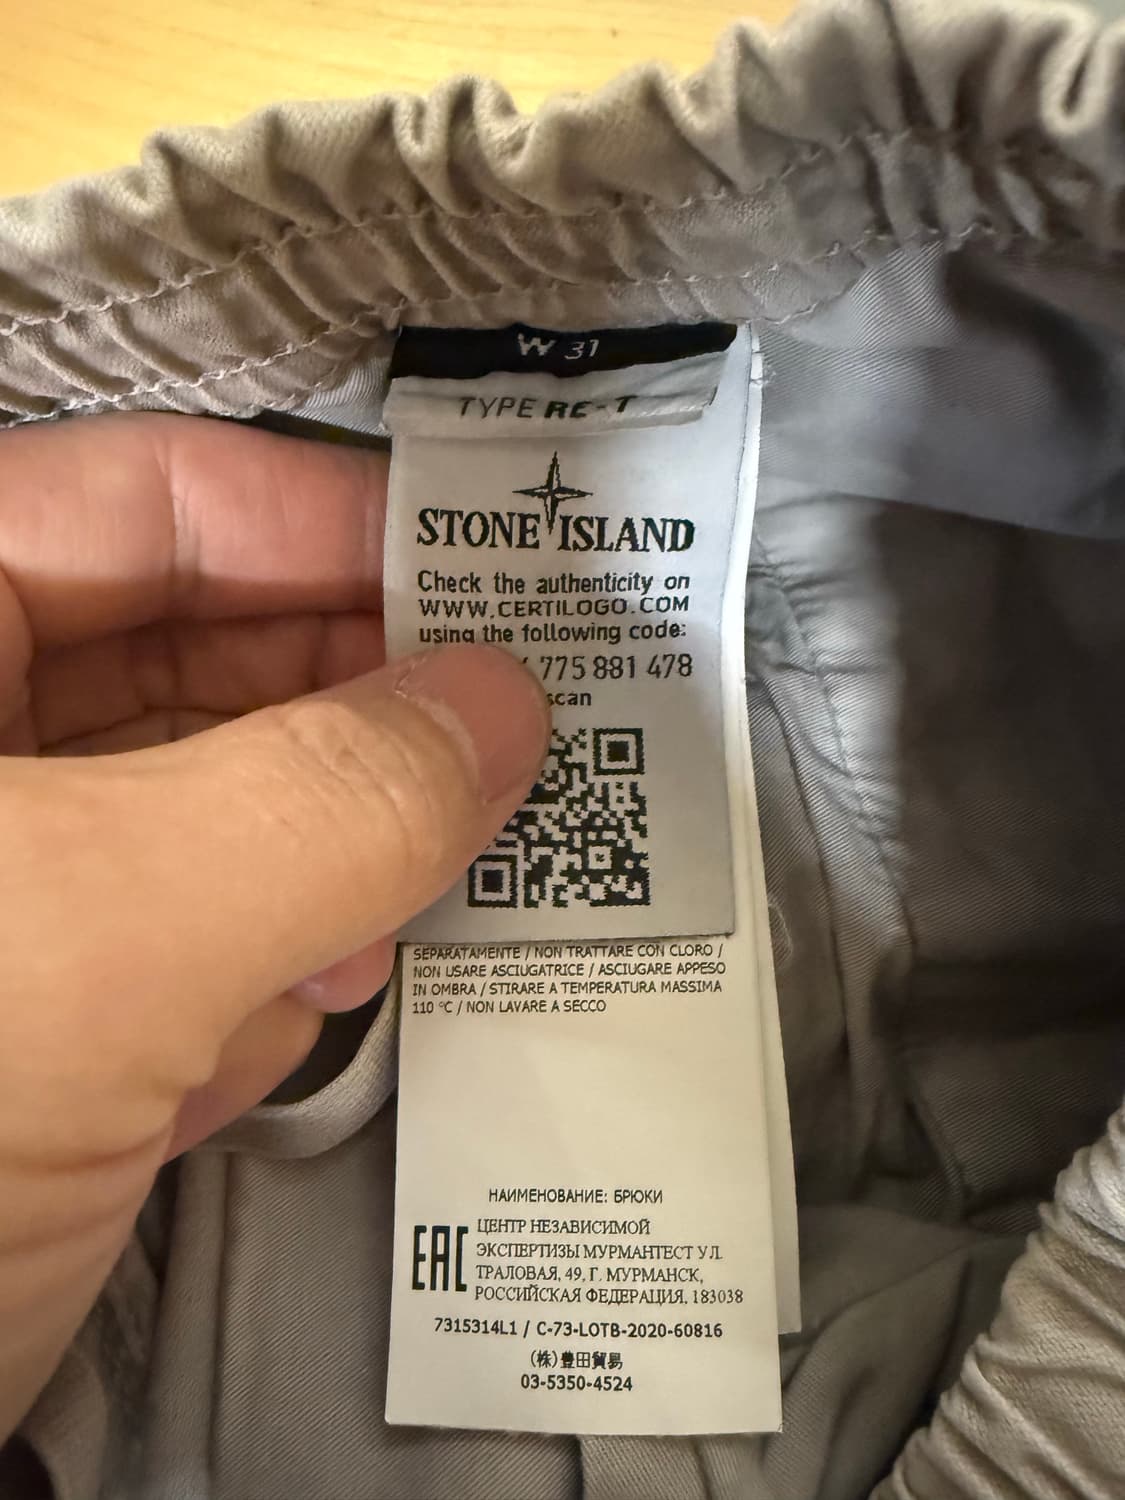 W 31
TYPE RE-T
STONE ISLAND
Check the authenticity on
WWW.CERTILOGO.COM
using the following code:
775 881 478
scan
SEPARATAMENTE / NON TRATTARE CON CLORO /
NON USARE ASCIUGATRICE / ASCIUGARE APPESO
IN OMBRA / STIRARE A TEMPERATURA MASSIMA
110 °C / NON LAVARE A SECCO
НАИМЕНОВАНИЕ: БРЮКИ
EAC
ЦЕНТР НЕЗАВИСИМОЙ
ЭКСПЕРТИЗЫ МУРМАНТЕСТ УЛ.
ТРАЛОВАЯ, 49, Г. МУРМАНСК,
РОССИЙСКАЯ ФЕДЕРАЦИЯ, 183038
7315314L1 / C-73-LOTB-2020-60816
(株)豊田貿易
03-5350-4524